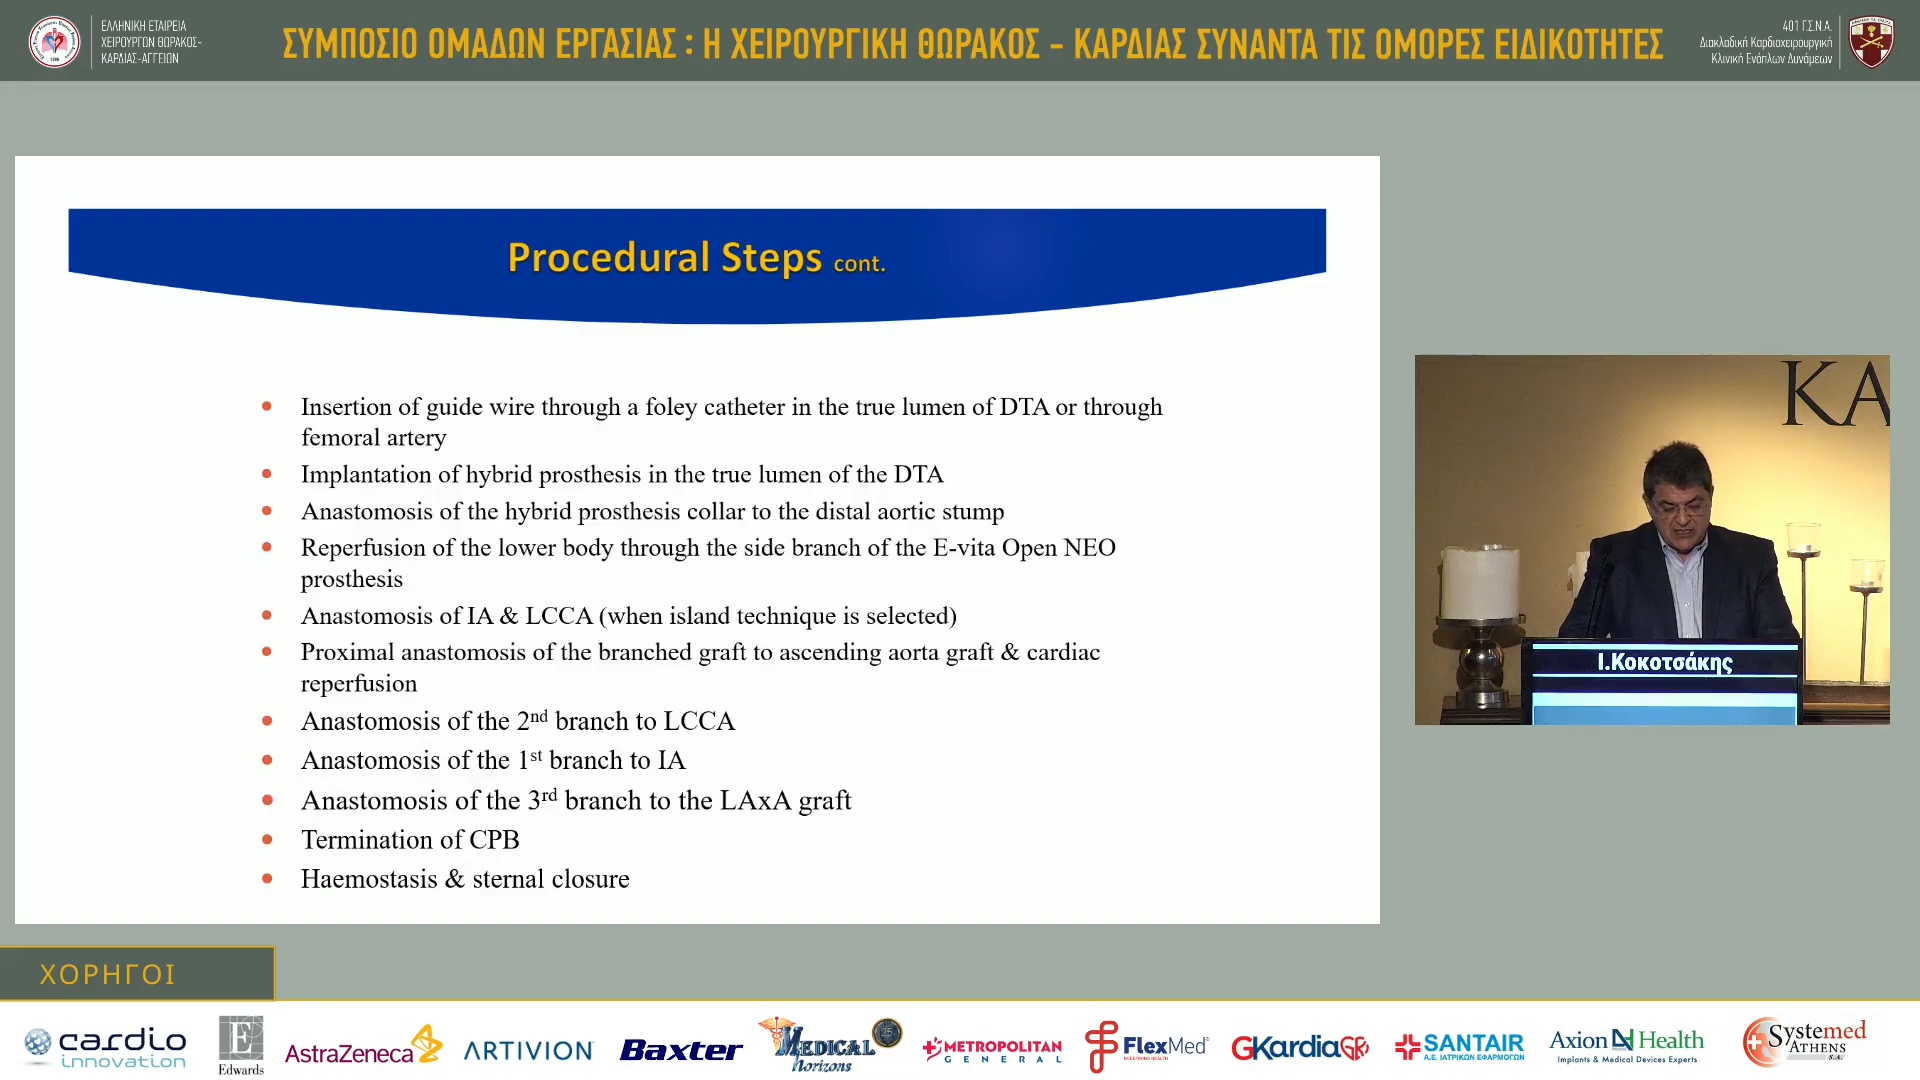 ΕΛΛΗΝΙΚΗ ΕΤΑΙΡΕΙΑ
ΧΕΙΡΟΥΡΓΩΝ ΘΩΡΑΚΟΣ-
ΚΑΡΔΙΑΣ-ΑΓΓΕΙΩΝ
ΣΥΜΠΟΣΙΟ ΟΜΑΔΩΝ ΕΡΓΑΣΙΑΣ : Η ΧΕΙΡΟΥΡΓΙΚΗ ΘΩΡΑΚΟΣ – ΚΑΡΔΙΑΣ ΣΥΝΑΝΤΑ ΤΙΣ ΟΜΟΡΕΣ ΕΙΔΙΚΟΤΗΤΕΣ
401 Γ.Σ.Ν.Α.
Διακλαδική Καρδιοχειρουργική
Κλινική Ενόπλων Δυνάμεων
Procedural Steps cont.
• Insertion of guide wire through a foley catheter in the true lumen of DTA or through
femoral artery
• Implantation of hybrid prosthesis in the true lumen of the DTA
• Anastomosis of the hybrid prosthesis collar to the distal aortic stump
• Reperfusion of the lower body through the side branch of the E-vita Open NEO
prosthesis
• Anastomosis of IA & LCCA (when island technique is selected)
• Proximal anastomosis of the branched graft to ascending aorta graft & cardiac
reperfusion
• Anastomosis of the 2nd branch to LCCA
• Anastomosis of the 1st branch to IA
• Anastomosis of the 3rd branch to the LAxA graft
• Termination of CPB
• Haemostasis & sternal closure
KA
Ι.Κοκοτσάκης
ΧΟΡΗΓΟΙ
cardio
innovation
Edwards
AstraZeneca
ARTIVION
Baxter
MEDICAL
Horizons
25
METROPOLITAN
GENERAL
FlexMed
REDEFINING HEALTH
GKardiaGR
SANTAIR
Α.Ε. ΙΑΤΡΙΚΩΝ ΕΦΑΡΜΟΓΩΝ
Axion Health
Implants & Medical Devices Experts
Systemed
ATHENS
S.A.